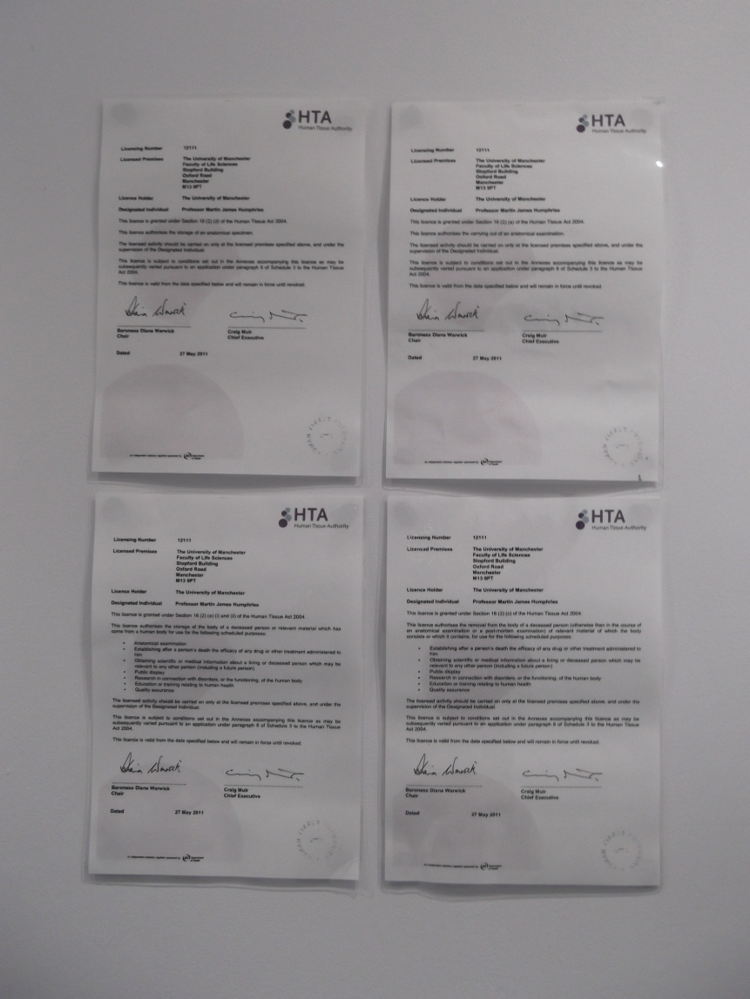 HTA
Human Tissue Authority
Licensing Number 12111
Licensed Premises The University of Manchester
Faculty of Life Sciences
Stopford Building
Oxford Road
Manchester
M13 9PT
Licence Holder The University of Manchester
Designated Individual Professor Martin James Humphries
This licence is granted under Section 16 (2) (d) of the Human Tissue Act 2004.
This licence authorises the storage of an anatomical specimen.
The licensed activity should be carried on only at the licensed premises specified above, and under the
supervision of the Designated Individual.
This licence is subject to conditions set out in the Annexes accompanying this licence as may be
subsequently varied pursuant to an application under paragraph 8 of Schedule 3 to the Human Tissue
Act 2004.
This licence is valid from the date specified below and will remain in force until revoked.
Baroness Diana Warwick Craig Muir
Chair Chief Executive
Dated 27 May 2011
HTA
Human Tissue Authority
Licensing Number 12111
Licensed Premises The University of Manchester
Faculty of Life Sciences
Stopford Building
Oxford Road
Manchester
M13 9PT
Licence Holder The University of Manchester
Designated Individual Professor Martin James Humphries
This licence is granted under Section 16 (2) (a) of the Human Tissue Act 2004.
This licence authorises the carrying out of an anatomical examination.
The licensed activity should be carried on only at the licensed premises specified above, and under the
supervision of the Designated Individual.
This licence is subject to conditions set out in the Annexes accompanying this licence as may be
subsequently varied pursuant to an application under paragraph 8 of Schedule 3 to the Human Tissue
Act 2004.
This licence is valid from the date specified below and will remain in force until revoked.
Baroness Diana Warwick Craig Muir
Chair Chief Executive
Dated 27 May 2011
HTA
Human Tissue Authority
Licensing Number 12111
Licensed Premises The University of Manchester
Faculty of Life Sciences
Stopford Building
Oxford Road
Manchester
M13 9PT
Licence Holder The University of Manchester
Designated Individual Professor Martin James Humphries
This licence is granted under Section 16 (2) (e) (i) and (ii) of the Human Tissue Act 2004.
This licence authorises the storage of the body of a deceased person or relevant material which has
come from a human body for use for the following scheduled purposes:
• Anatomical examination
• Establishing after a person's death the efficacy of any drug or other treatment administered to
him
• Obtaining scientific or medical information about a living or deceased person which may be
relevant to any other person (including a future person)
• Public display
• Research in connection with disorders, or the functioning, of the human body
• Education or training relating to human health
• Quality assurance
The licensed activity should be carried on only at the licensed premises specified above, and under the
supervision of the Designated Individual.
This licence is subject to conditions set out in the Annexes accompanying this licence as may be
subsequently varied pursuant to an application under paragraph 8 of Schedule 3 to the Human Tissue
Act 2004.
This licence is valid from the date specified below and will remain in force until revoked.
Baroness Diana Warwick Craig Muir
Chair Chief Executive
Dated 27 May 2011
HTA
Human Tissue Authority
Licensing Number 12111
Licensed Premises The University of Manchester
Faculty of Life Sciences
Stopford Building
Oxford Road
Manchester
M13 9PT
Licence Holder The University of Manchester
Designated Individual Professor Martin James Humphries
This licence is granted under Section 16 (2) (c) of the Human Tissue Act 2004.
This licence authorises the removal from the body of a deceased person (otherwise than in the course of
an anatomical examination or a post-mortem examination) of relevant material of which the body
consists or which it contains, for use for the following scheduled purposes.
• Establishing after a person's death the efficacy of any drug or other treatment administered to
him
• Obtaining scientific or medical information about a living or deceased person which may be
relevant to any other person (including a future person)
• Public display
• Research in connection with disorders, or the functioning, of the human body
• Education or training relating to human health
• Quality assurance
The licensed activity should be carried on only at the licensed premises specified above, and under the
supervision of the Designated Individual.
This licence is subject to conditions set out in the Annexes accompanying this licence as may be
subsequently varied pursuant to an application under paragraph 8 of Schedule 3 to the Human Tissue
Act 2004.
This licence is valid from the date specified below and will remain in force until revoked.
Baroness Diana Warwick Craig Muir
Chair Chief Executive
Dated 27 May 2011